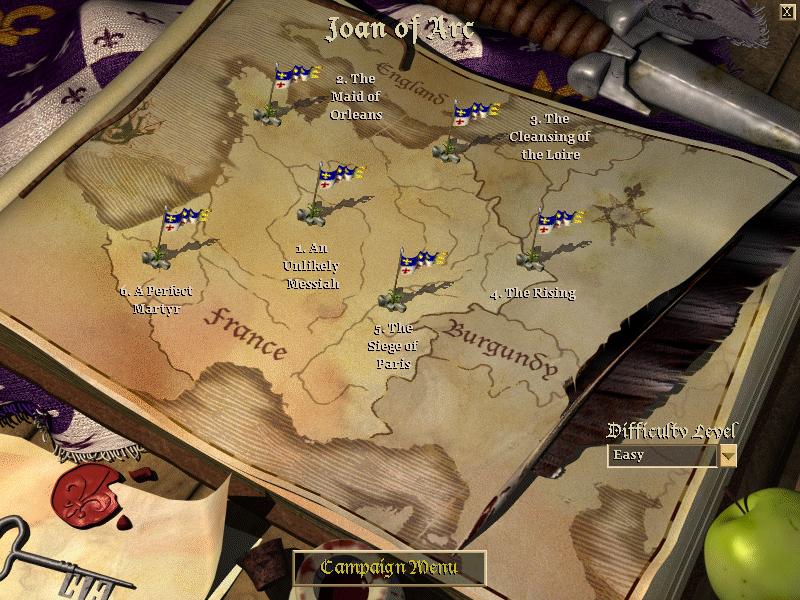 X
Joan of Arc
England
2. The
Maid of
Orleans
3. The
Cleansing of
the Loire
1. An
Unlikely
Messiah
6. A Perfect
Martyr
4. The Rising
France
5. The
Siege of
Paris
Burgundy
Difficulty Level
Easy
Campaign Menu